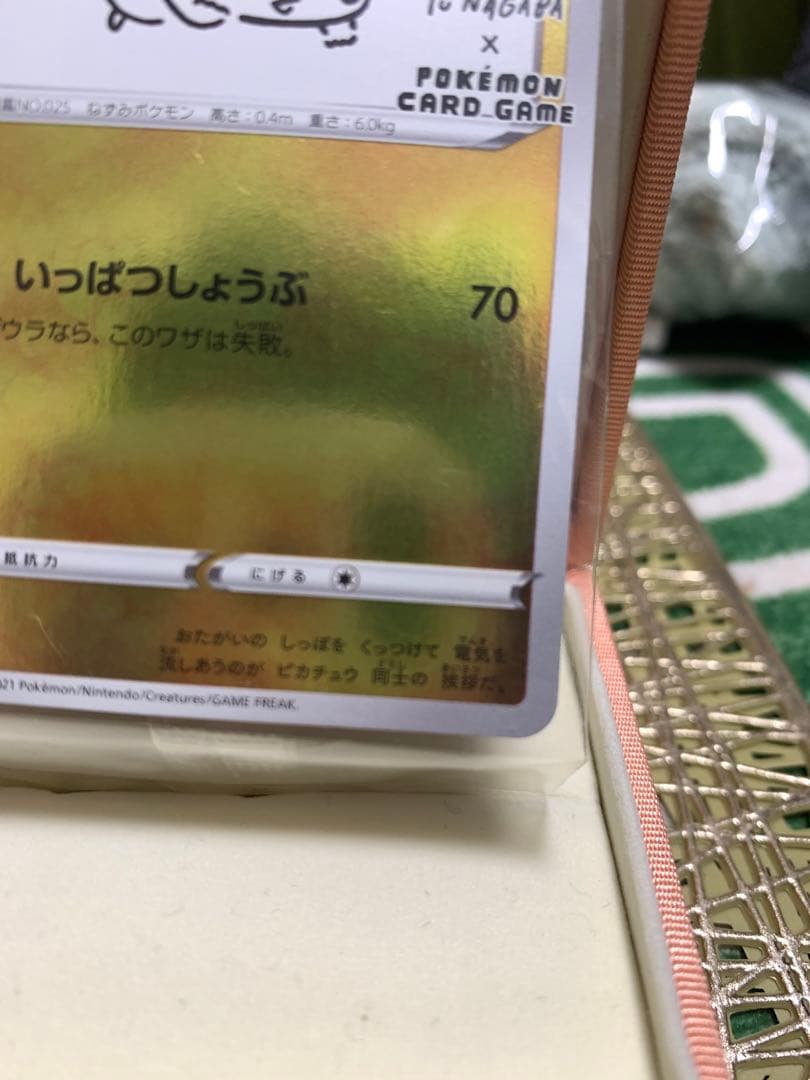 YU NAGABA
×
POKÉMON
CARD GAME
NO.025 ねずみポケモン 高さ：0.4m 重さ：6.0kg
いっぱつしょうぶ 70
ウラなら、このワザは失敗。
抵抗力 にげる
おたがいの しっぽを くっつけて 電気を
流しあうのが ピカチュウ 同士の 挨拶だ。
21 Pokémon/Nintendo/Creatures/GAME FREAK.